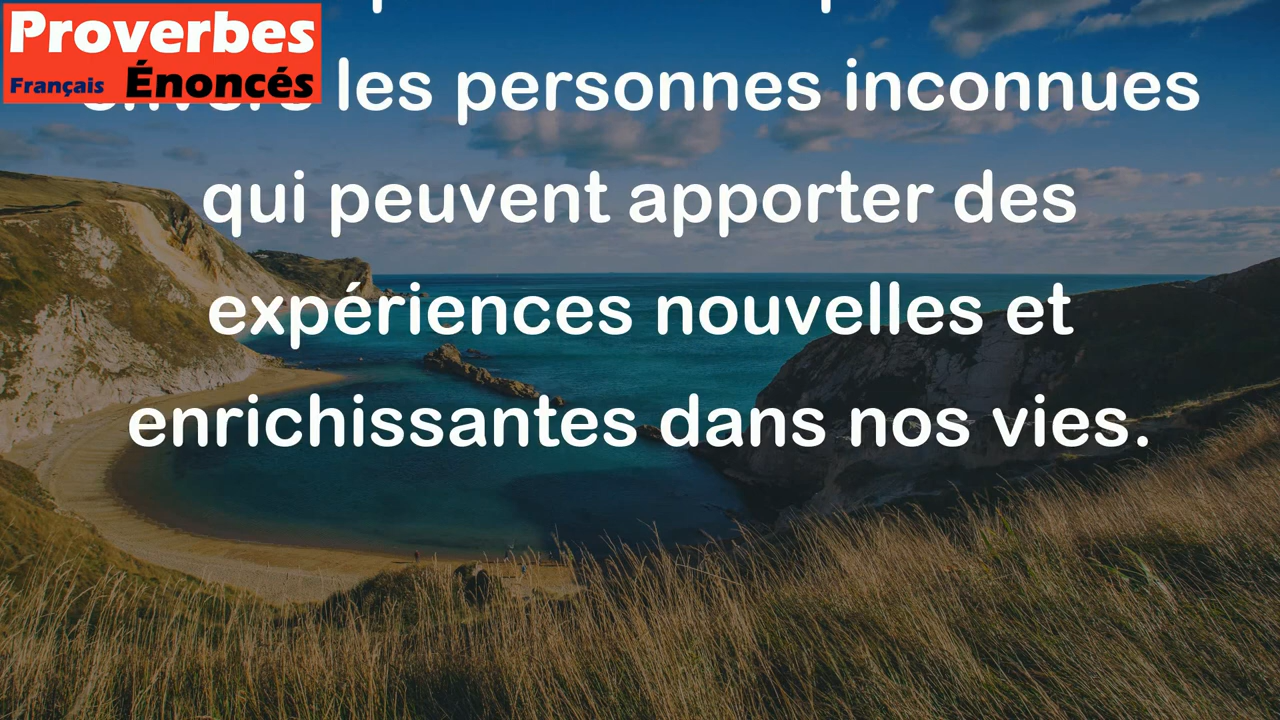 Proverbes
Français Énoncés
les personnes inconnues
qui peuvent apporter des
expériences nouvelles et
enrichissantes dans nos vies.